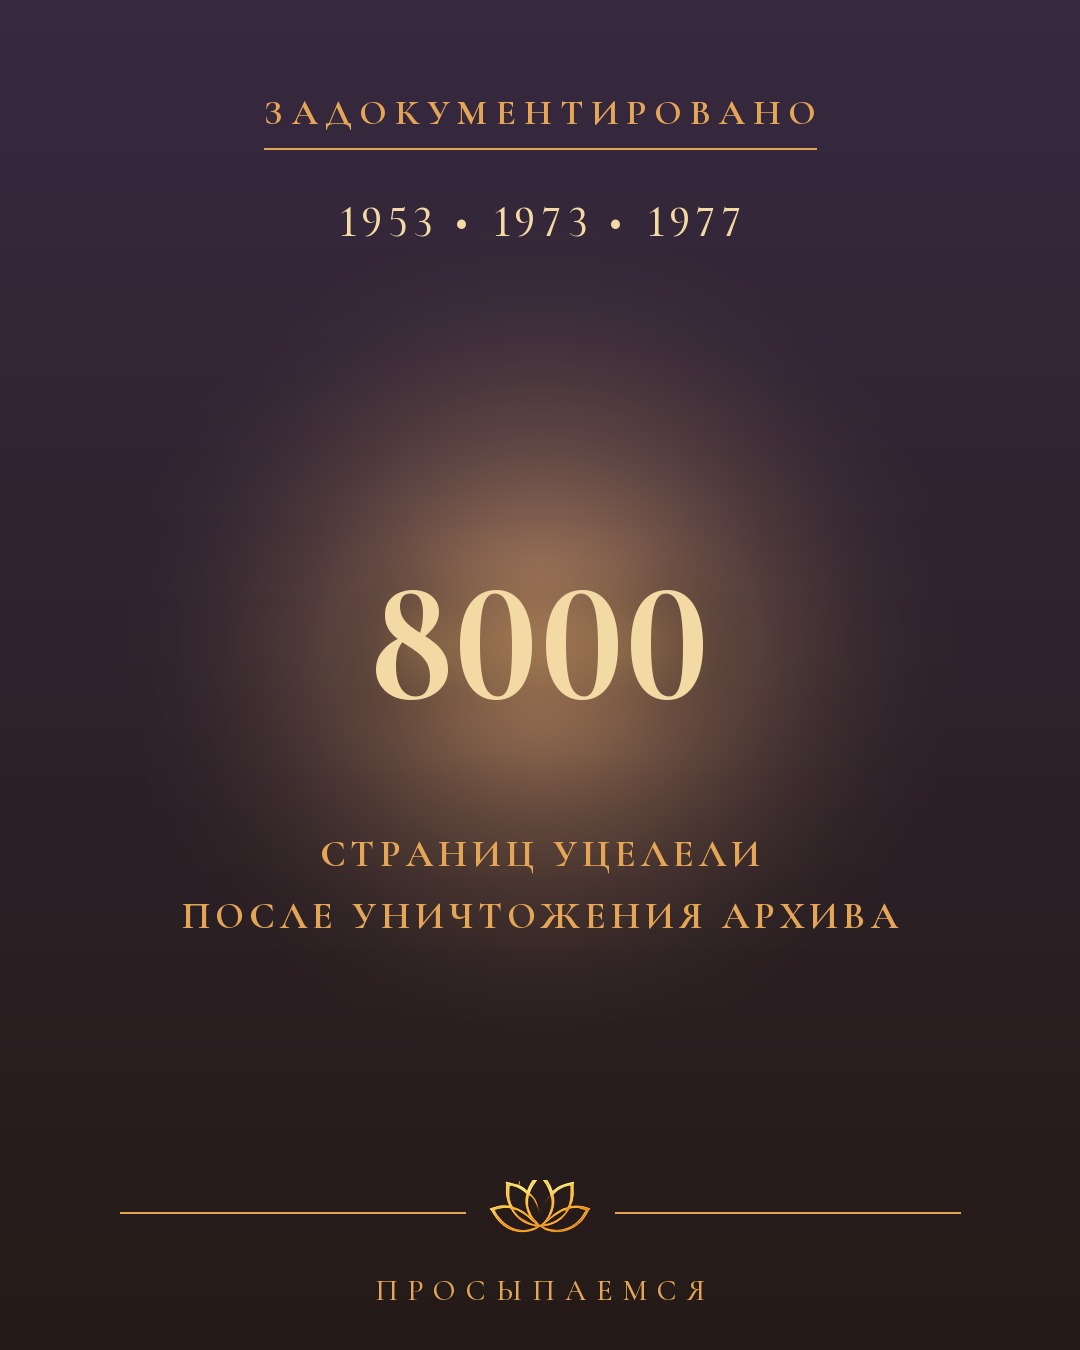 ЗАДОКУМЕНТИРОВАНО
1953 • 1973 • 1977
8000
СТРАНИЦ УЦЕЛЕЛИ
ПОСЛЕ УНИЧТОЖЕНИЯ АРХИВА
ПРОСЫПАЕМСЯ